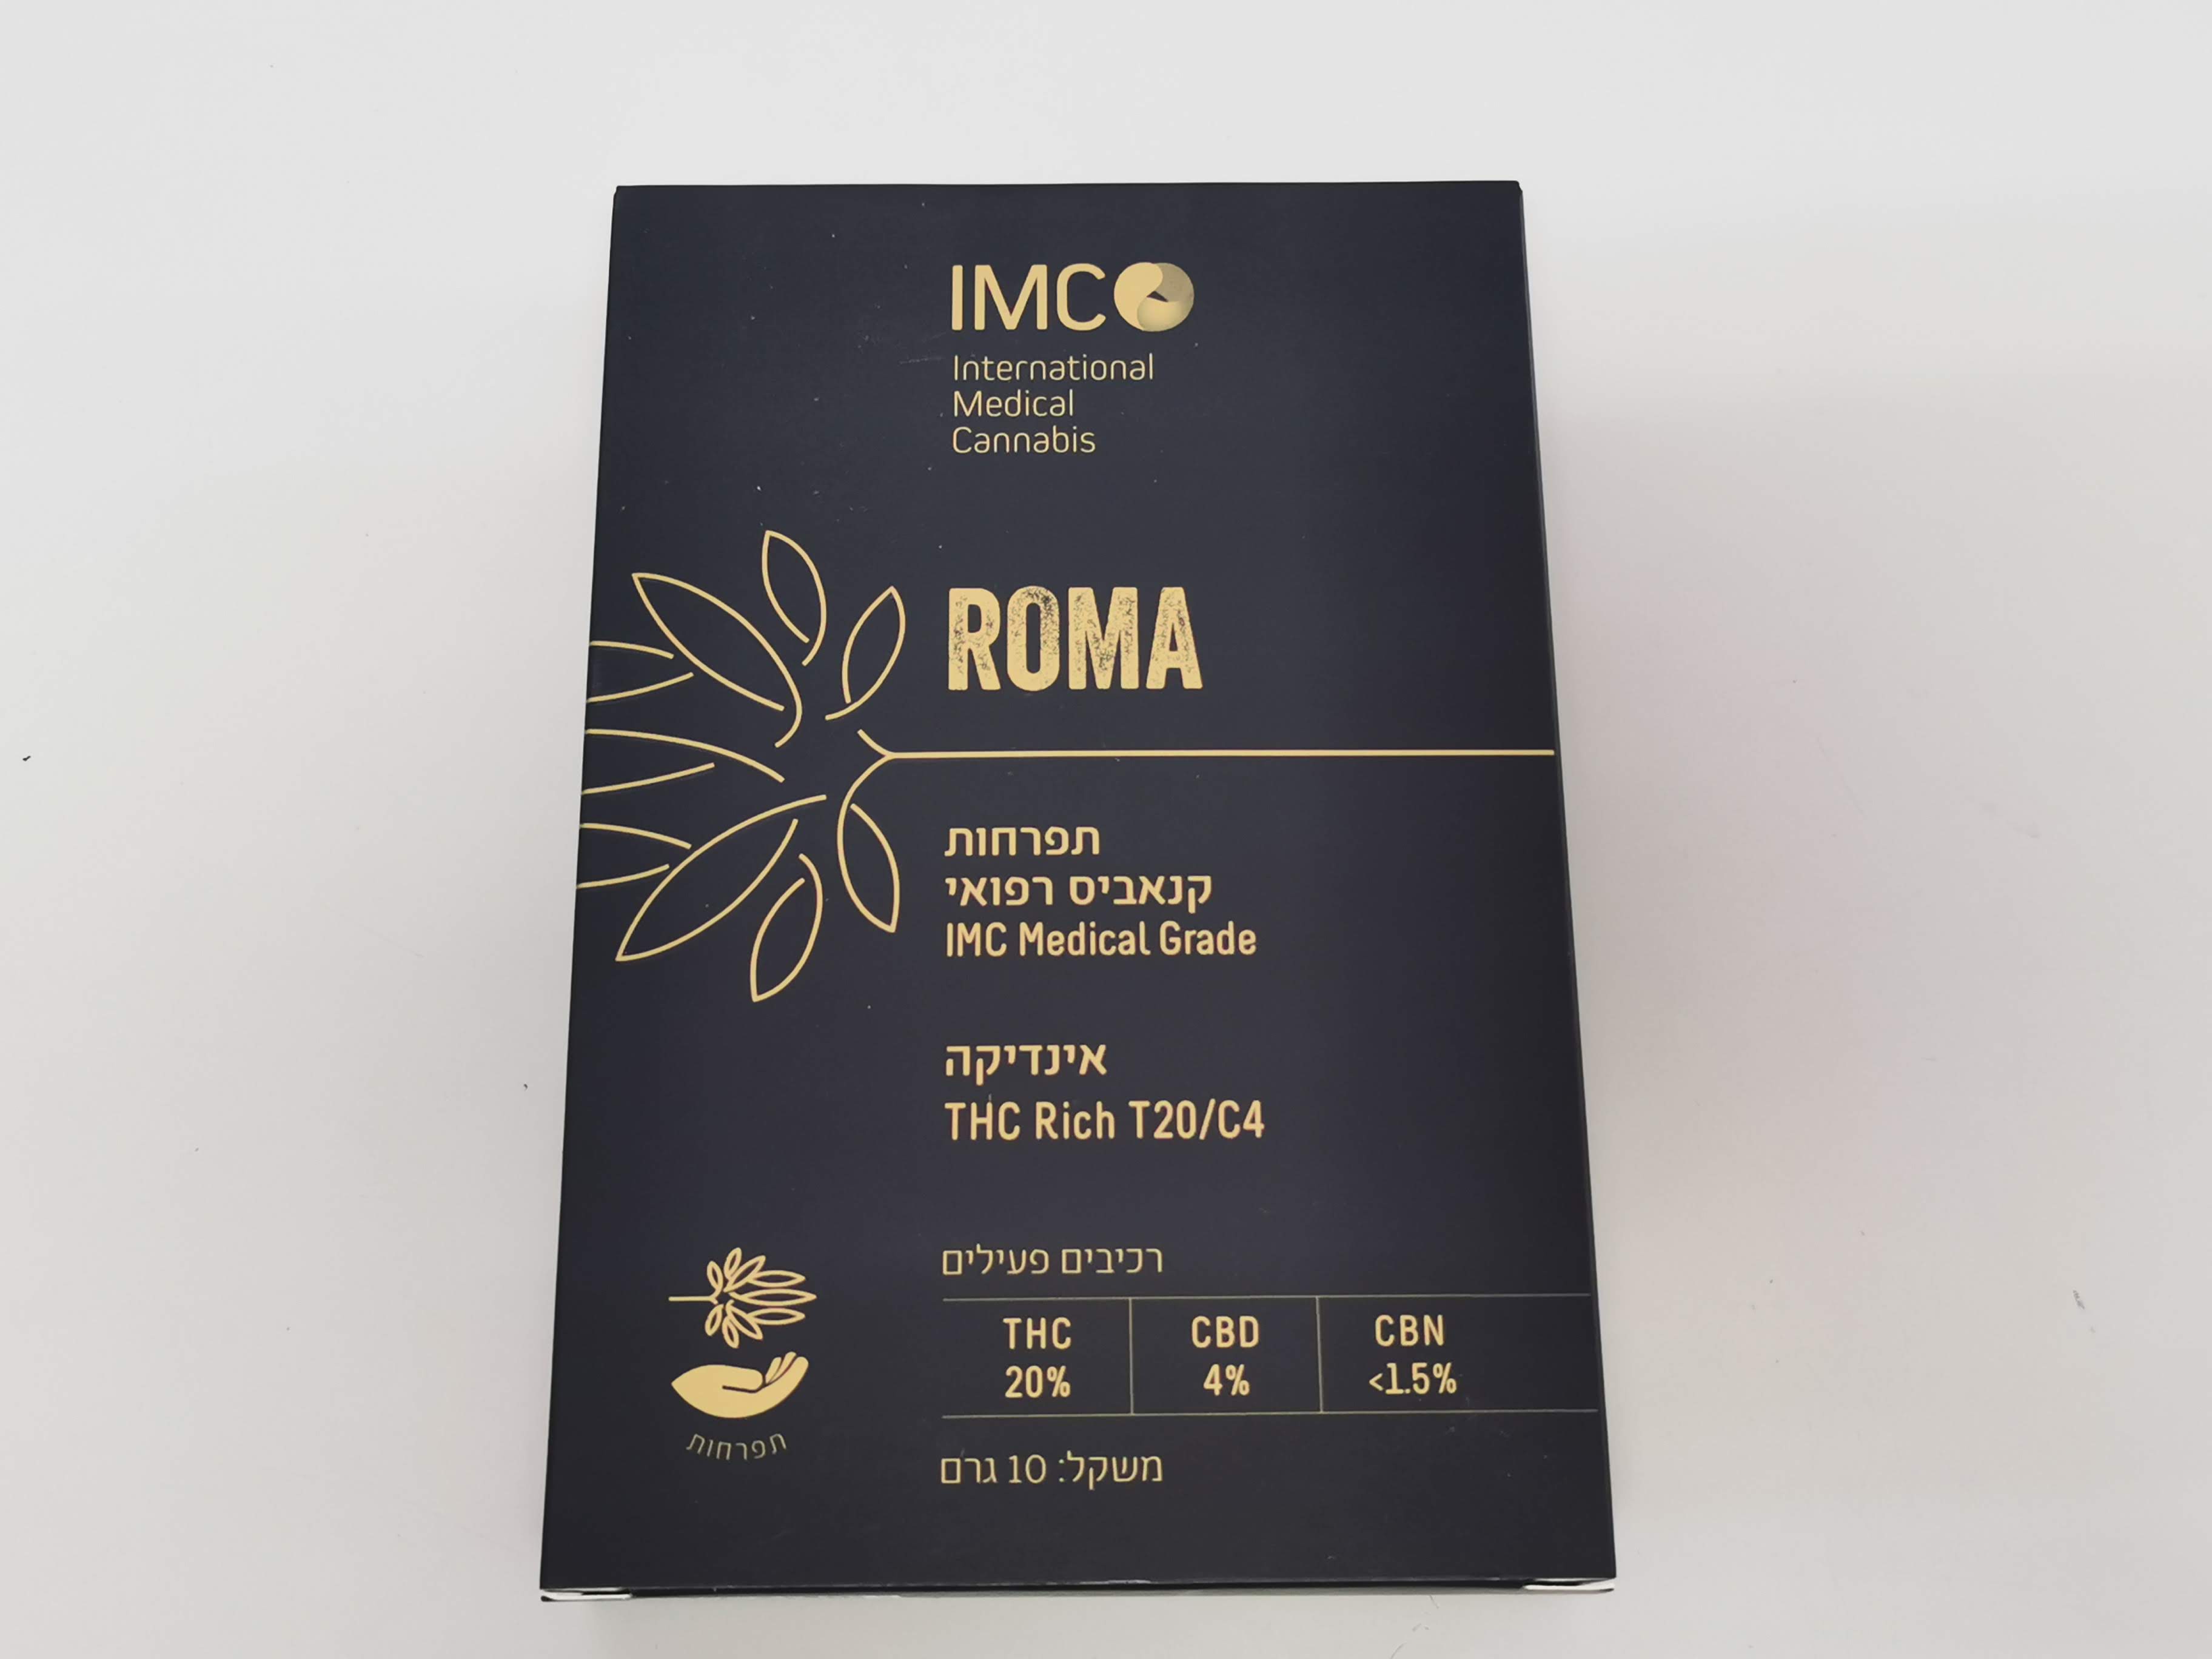 IMC
International
Medical
Cannabis
ROMA
תפרחות
קנאביס רפואי
IMC Medical Grade
אינדיקה
THC Rich T20/C4
רכיבים פעילים
THC CBD CBN
20% 4% <1.5%
תפרחות
משקל: 10 גרם